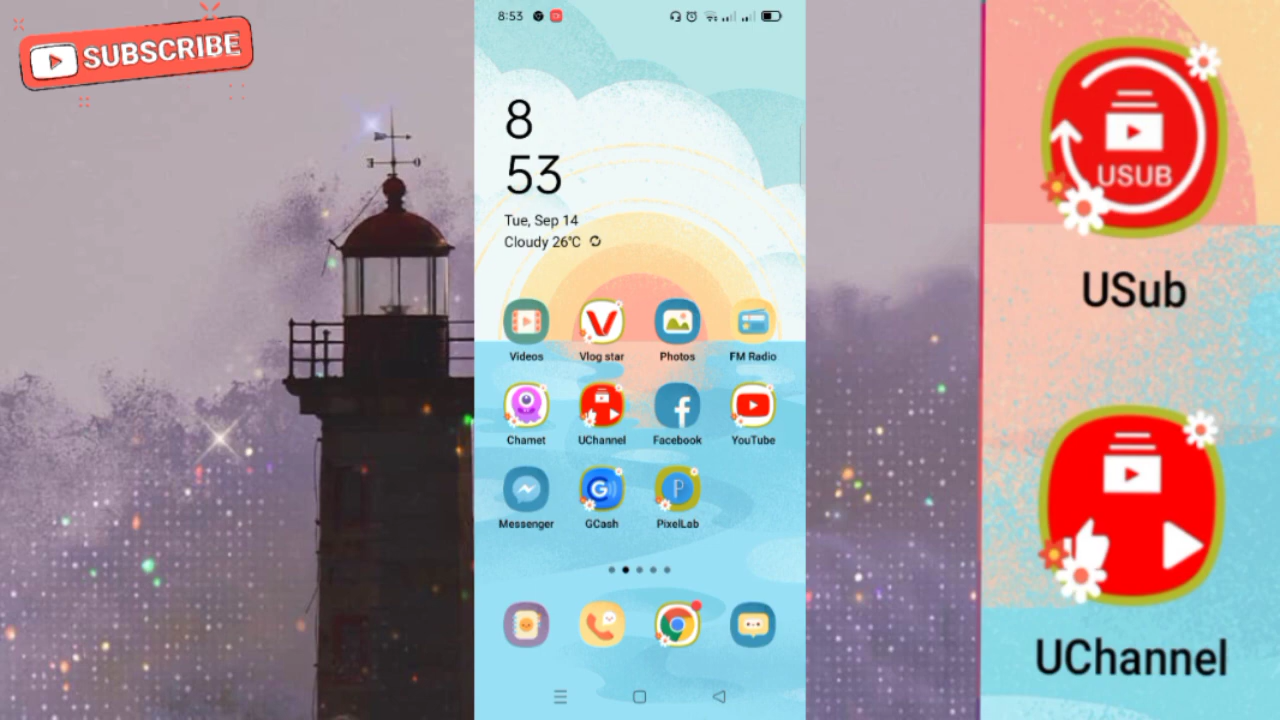 SUBSCRIBE
8:53
8
53
Tue, Sep 14
Cloudy 26℃
Videos
Vlog star
Photos
FM Radio
Chamet
UChannel
Facebook
YouTube
Messenger
GCash
PixelLab
USUB
USub
UChannel